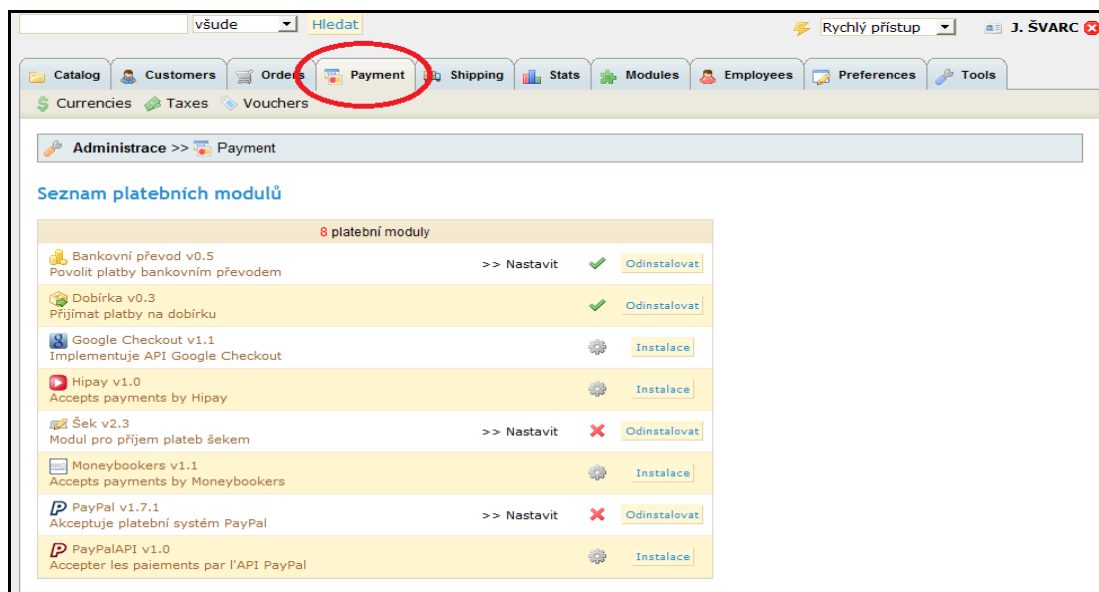 všude Hledat Rychlý přístup J. ŠVARC
Catalog Customers Orders Payment Shipping Stats Modules Employees Preferences Tools
Currencies Taxes Vouchers
Administrace >> Payment
Seznam platebních modulů
8 platební moduly
Bankovní převod v0.5
Povolit platby bankovním převodem
>> Nastavit Odinstalovat
Dobírka v0.3
Přijímat platby na dobírku
Odinstalovat
Google Checkout v1.1
Implementuje API Google Checkout
Instalace
Hipay v1.0
Accepts payments by Hipay
Instalace
Šek v2.3
Modul pro příjem plateb šekem
>> Nastavit Odinstalovat
Moneybookers v1.1
Accepts payments by Moneybookers
Instalace
PayPal v1.7.1
Akceptuje platební systém PayPal
>> Nastavit Odinstalovat
PayPalAPI v1.0
Accepter les paiements par l'API PayPal
Instalace